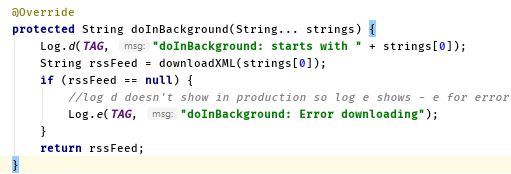 @Override
protected String doInBackground(String... strings) {
Log.d(TAG, msg: "doInBackground: starts with " + strings[0]);
String rssFeed = downloadXML(strings[0]);
if (rssFeed == null) {
//log d doesn't show in production so log e shows - e for error
Log.e(TAG, msg: "doInBackground: Error downloading");
}
return rssFeed;
}